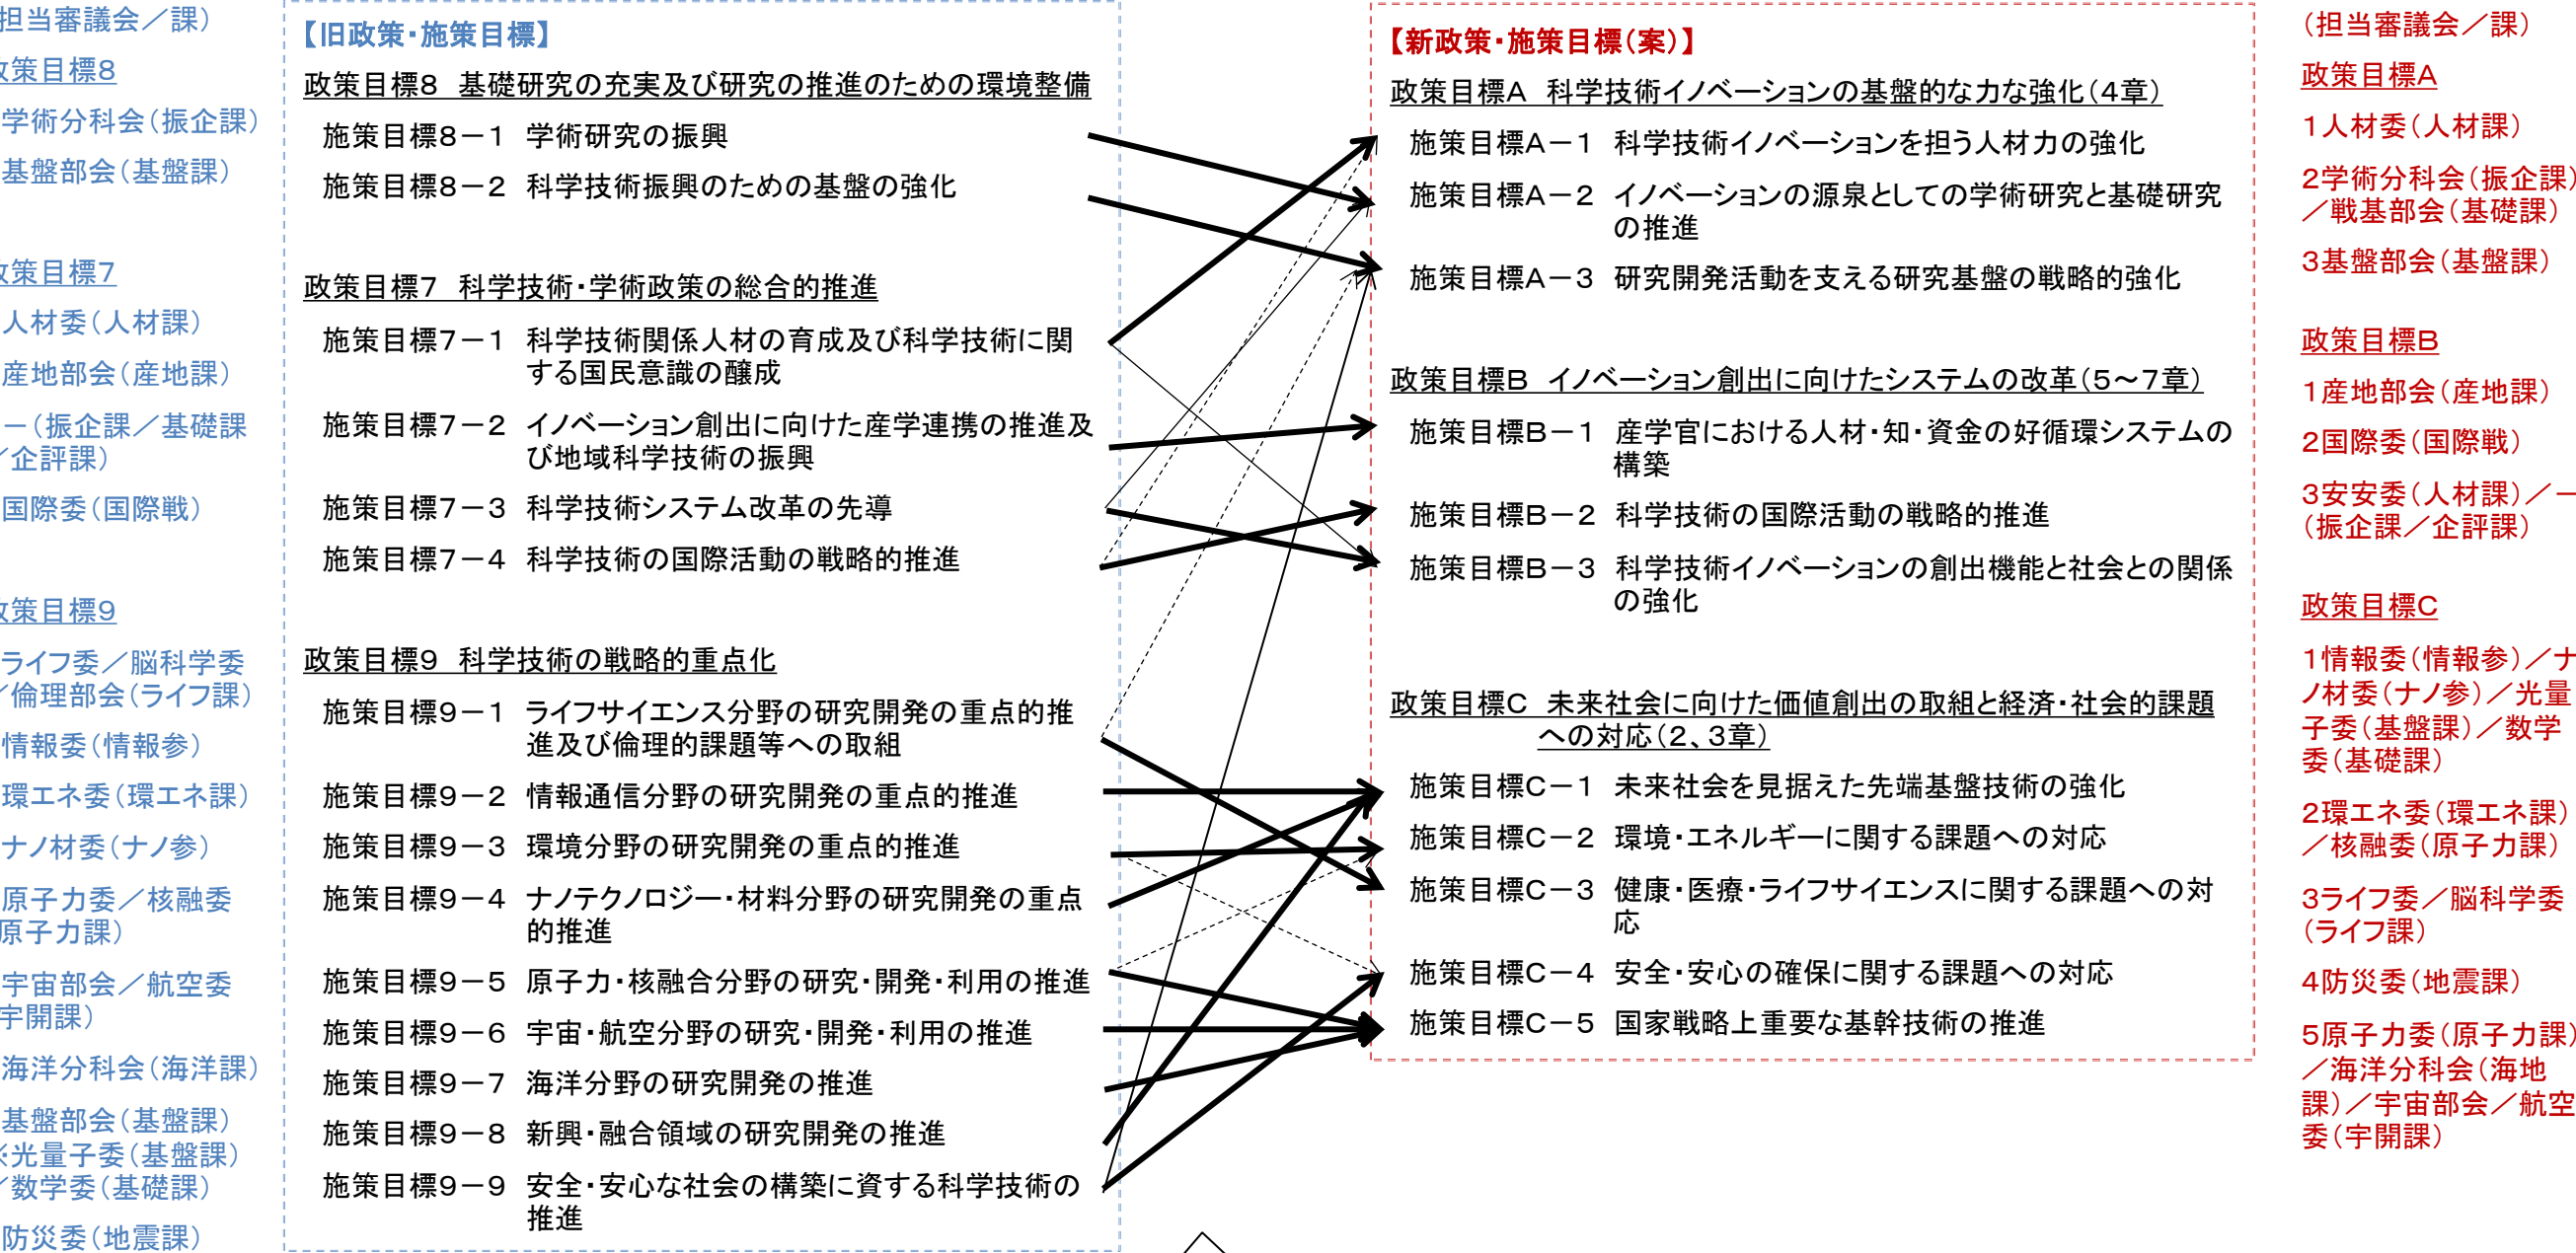 担当審議会／課）
政策目標8
学術分科会（振企課）
基盤部会（基盤課）
政策目標7
人材委（人材課）
産地部会（産地課）
－（振企課／基礎課
／企評課）
国際委（国際戦）
政策目標9
ライフ委／脳科学委
／倫理部会（ライフ課）
情報委（情報参）
環エネ委（環エネ課）
ナノ材委（ナノ参）
原子力委／核融委
原子力課）
宇宙部会／航空委
宇開課）
海洋分科会（海洋課）
基盤部会（基盤課）
※光量子委（基盤課）
／数学委（基礎課）
防災委（地震課）
【旧政策・施策目標】
政策目標8　基礎研究の充実及び研究の推進のための環境整備
施策目標8－1　学術研究の振興
施策目標8－2　科学技術振興のための基盤の強化
政策目標7　科学技術・学術政策の総合的推進
施策目標7－1　科学技術関係人材の育成及び科学技術に関
する国民意識の醸成
施策目標7－2　イノベーション創出に向けた産学連携の推進及
び地域科学技術の振興
施策目標7－3　科学技術システム改革の先導
施策目標7－4　科学技術の国際活動の戦略的推進
政策目標9　科学技術の戦略的重点化
施策目標9－1　ライフサイエンス分野の研究開発の重点的推
進及び倫理的課題等への取組
施策目標9－2　情報通信分野の研究開発の重点的推進
施策目標9－3　環境分野の研究開発の重点的推進
施策目標9－4　ナノテクノロジー・材料分野の研究開発の重点
的推進
施策目標9－5　原子力・核融合分野の研究・開発・利用の推進
施策目標9－6　宇宙・航空分野の研究・開発・利用の推進
施策目標9－7　海洋分野の研究開発の推進
施策目標9－8　新興・融合領域の研究開発の推進
施策目標9－9　安全・安心な社会の構築に資する科学技術の
推進
【新政策・施策目標（案）】
政策目標A　科学技術イノベーションの基盤的な力な強化（4章）
施策目標A－1　科学技術イノベーションを担う人材力の強化
施策目標A－2　イノベーションの源泉としての学術研究と基礎研究
の推進
施策目標A－3　研究開発活動を支える研究基盤の戦略的強化
政策目標B　イノベーション創出に向けたシステムの改革（5～7章）
施策目標B－1　産学官における人材・知・資金の好循環システムの
構築
施策目標B－2　科学技術の国際活動の戦略的推進
施策目標B－3　科学技術イノベーションの創出機能と社会との関係
の強化
政策目標C　未来社会に向けた価値創出の取組と経済・社会的課題
への対応（2、3章）
施策目標C－1　未来社会を見据えた先端基盤技術の強化
施策目標C－2　環境・エネルギーに関する課題への対応
施策目標C－3　健康・医療・ライフサイエンスに関する課題への対
応
施策目標C－4　安全・安心の確保に関する課題への対応
施策目標C－5　国家戦略上重要な基幹技術の推進
（担当審議会／課）
政策目標A
1人材委（人材課）
2学術分科会（振企課）
／戦基部会（基礎課）
3基盤部会（基盤課）
政策目標B
1産地部会（産地課）
2国際委（国際戦）
3安安委（人材課）／－
（振企課／企評課）
政策目標C
1情報委（情報参）／ナ
ノ材委（ナノ参）／光量
子委（基盤課）／数学
委（基礎課）
2環エネ委（環エネ課）
／核融委（原子力課）
3ライフ委／脳科学委
（ライフ課）
4防災委（地震課）
5原子力委（原子力課）
／海洋分科会（海地
課）／宇宙部会／航空
委（宇開課）